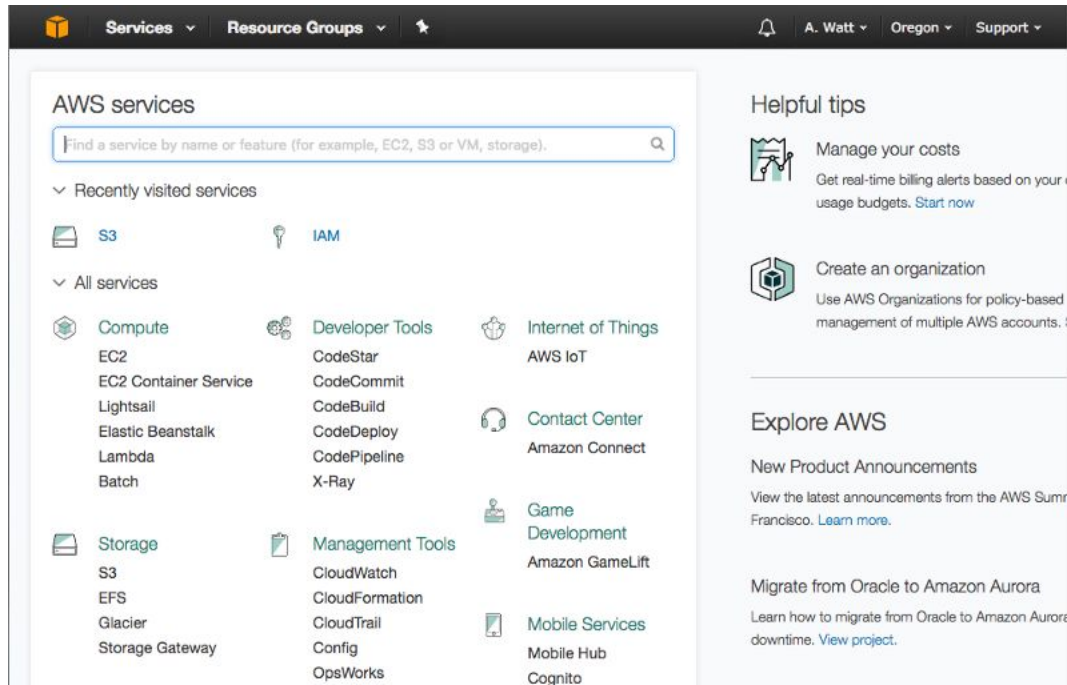 Services
Resource Groups
A. Watt
Oregon
Support
AWS services
Find a service by name or feature (for example, EC2, S3 or VM, storage).
Recently visited services
S3
IAM
All services
Compute
EC2
EC2 Container Service
Lightsail
Elastic Beanstalk
Lambda
Batch
Storage
S3
EFS
Glacier
Storage Gateway
Developer Tools
CodeStar
CodeCommit
CodeBuild
CodeDeploy
CodePipeline
X-Ray
Management Tools
CloudWatch
CloudFormation
CloudTrail
Config
OpsWorks
Internet of Things
AWS IoT
Contact Center
Amazon Connect
Game
Development
Amazon GameLift
Mobile Services
Mobile Hub
Cognito
Helpful tips
Manage your costs
Get real-time billing alerts based on your
usage budgets. Start now
Create an organization
Use AWS Organizations for policy-based
management of multiple AWS accounts.
Explore AWS
New Product Announcements
View the latest announcements from the AWS
Francisco. Learn more.
Migrate from Oracle to Amazon Aurora
Learn how to migrate from Oracle to Amazon Aurora
downtime. View project.